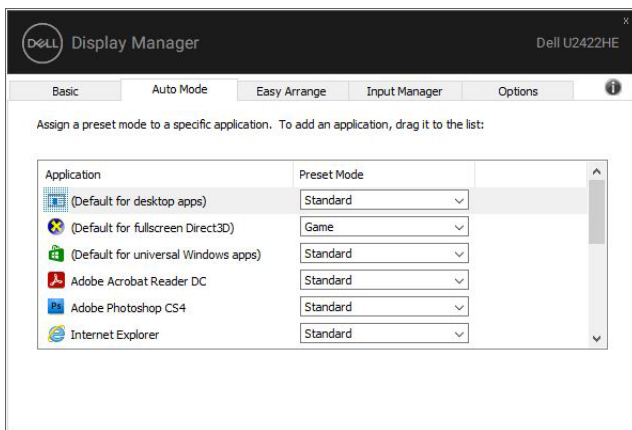 x
DELL Display Manager Dell U2422HE
Basic Auto Mode Easy Arrange Input Manager Options i
Assign a preset mode to a specific application. To add an application, drag it to the list:
Application Preset Mode
(Default for desktop apps) Standard
(Default for fullscreen Direct3D) Game
(Default for universal Windows apps) Standard
Adobe Acrobat Reader DC Standard
Ps Adobe Photoshop CS4 Standard
Internet Explorer Standard